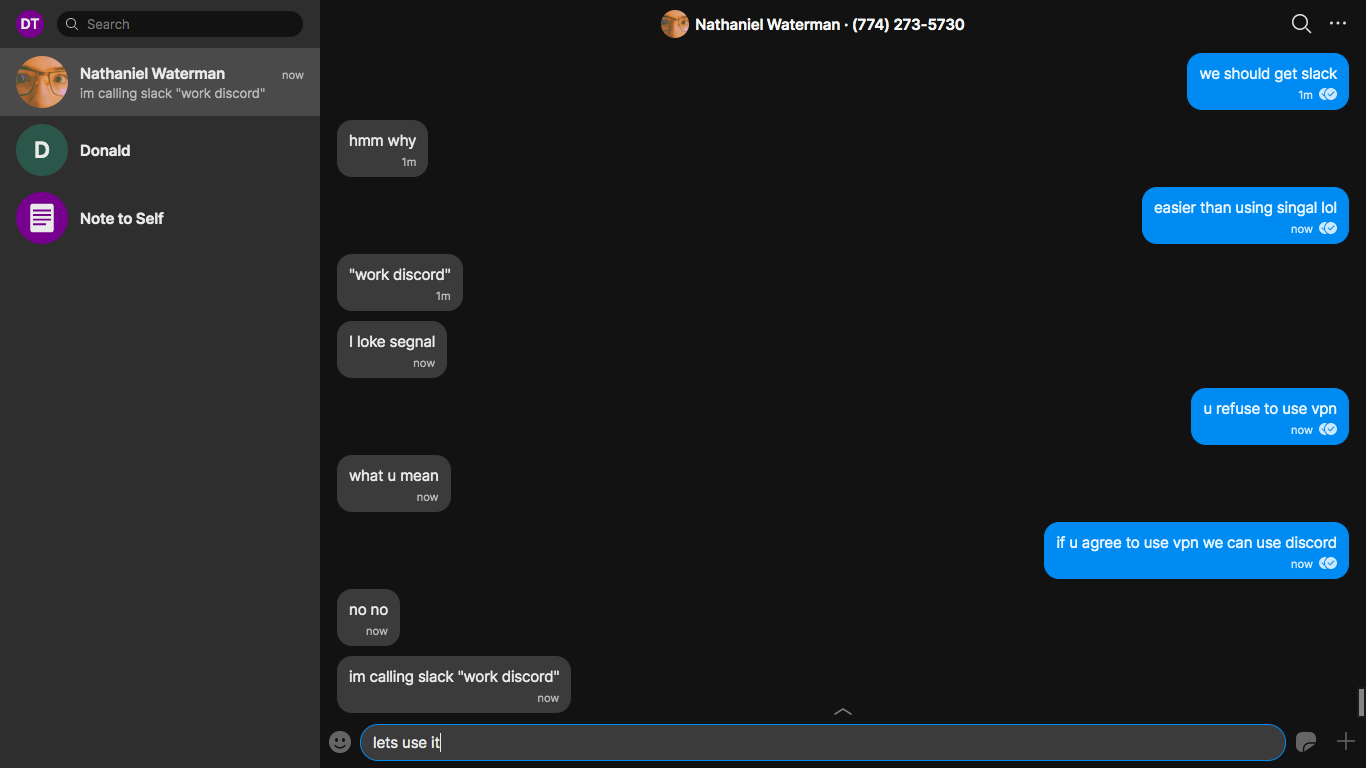 DT
Search
Nathaniel Waterman
now
im calling slack "work discord"
D
Donald
Note to Self
Nathaniel Waterman · (774) 273-5730
we should get slack
1m
hmm why
1m
easier than using singal lol
now
"work discord"
1m
I loke segnal
now
u refuse to use vpn
now
what u mean
now
if u agree to use vpn we can use discord
now
no no
now
im calling slack "work discord"
now
lets use it